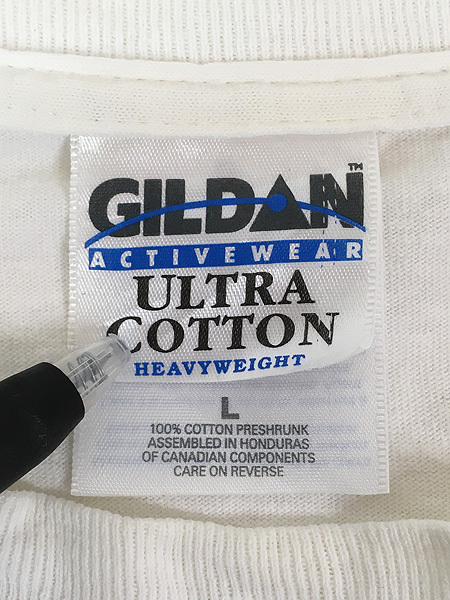 GILDAN™
ACTIVEWEAR
ULTRA
COTTON
HEAVYWEIGHT
L
100% COTTON PRESHRUNK
ASSEMBLED IN HONDURAS
OF CANADIAN COMPONENTS
CARE ON REVERSE